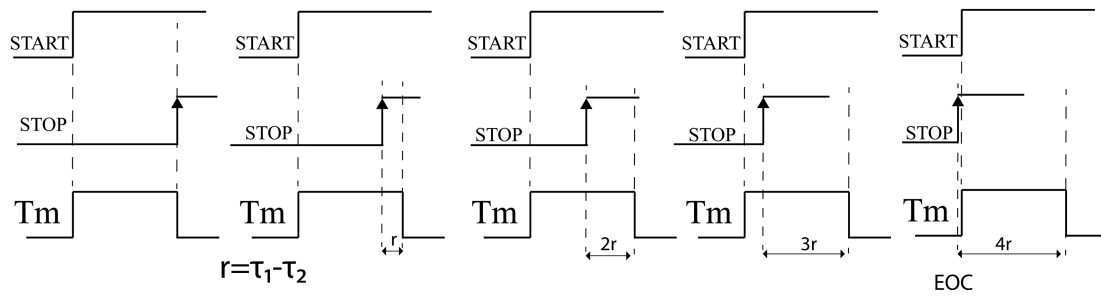 START START START START START
STOP STOP STOP STOP STOP
Tm Tm Tm Tm Tm
r 2r 3r 4r
r=τ₁-τ₂
EOC